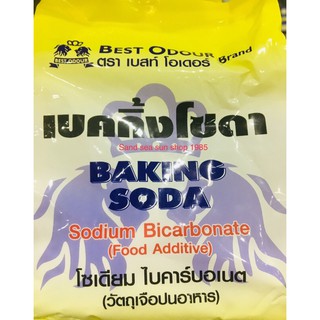 BEST ODOUR Brand
BEST ODOUR
ตรา เบสท์ โอเดอร์
เบคกิ้งโซดา
Sand sea sun shop 1985
BAKING
SODA
Sodium Bicarbonate
(Food Additive)
โซเดียม ไบคาร์บอเนต
(วัตถุเจือปนอาหาร)